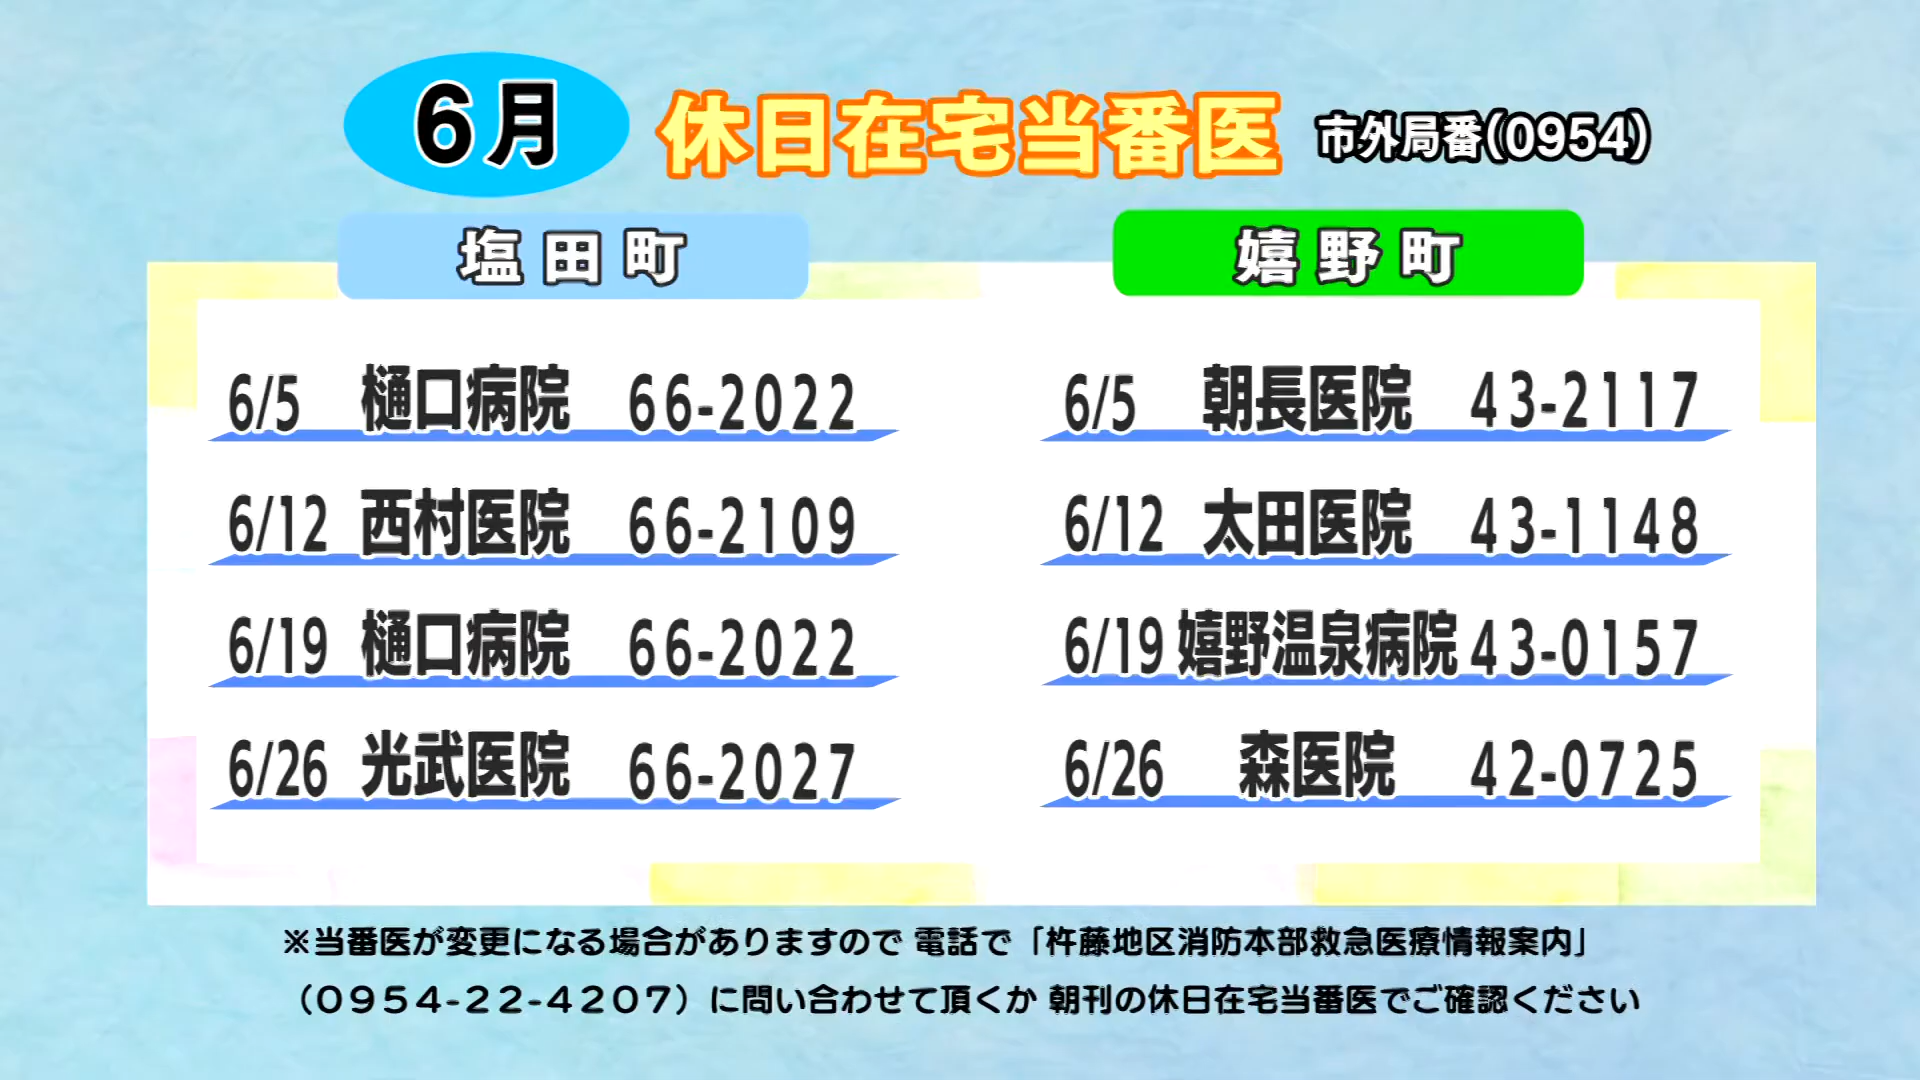 6月 休日在宅当番医 市外局番(0954)
塩田町
6/5 樋口病院 66-2022
6/12 西村医院 66-2109
6/19 樋口病院 66-2022
6/26 光武医院 66-2027
嬉野町
6/5 朝長医院 43-2117
6/12 太田医院 43-1148
6/19 嬉野温泉病院 43-0157
6/26 森医院 42-0725
※当番医が変更になる場合がありますので 電話で「杵藤地区消防本部救急医療情報案内」
（0954-22-4207）に問い合わせて頂くか 朝刊の休日在宅当番医でご確認ください